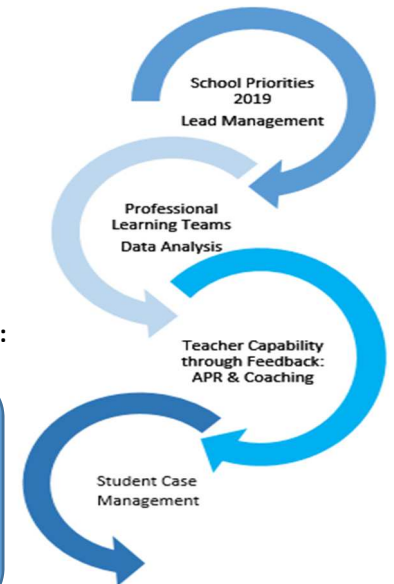 School Priorities
2019
Lead Management
Professional
Learning Teams
Data Analysis
:
Teacher Capability
through Feedback:
APR & Coaching
Student Case
Management